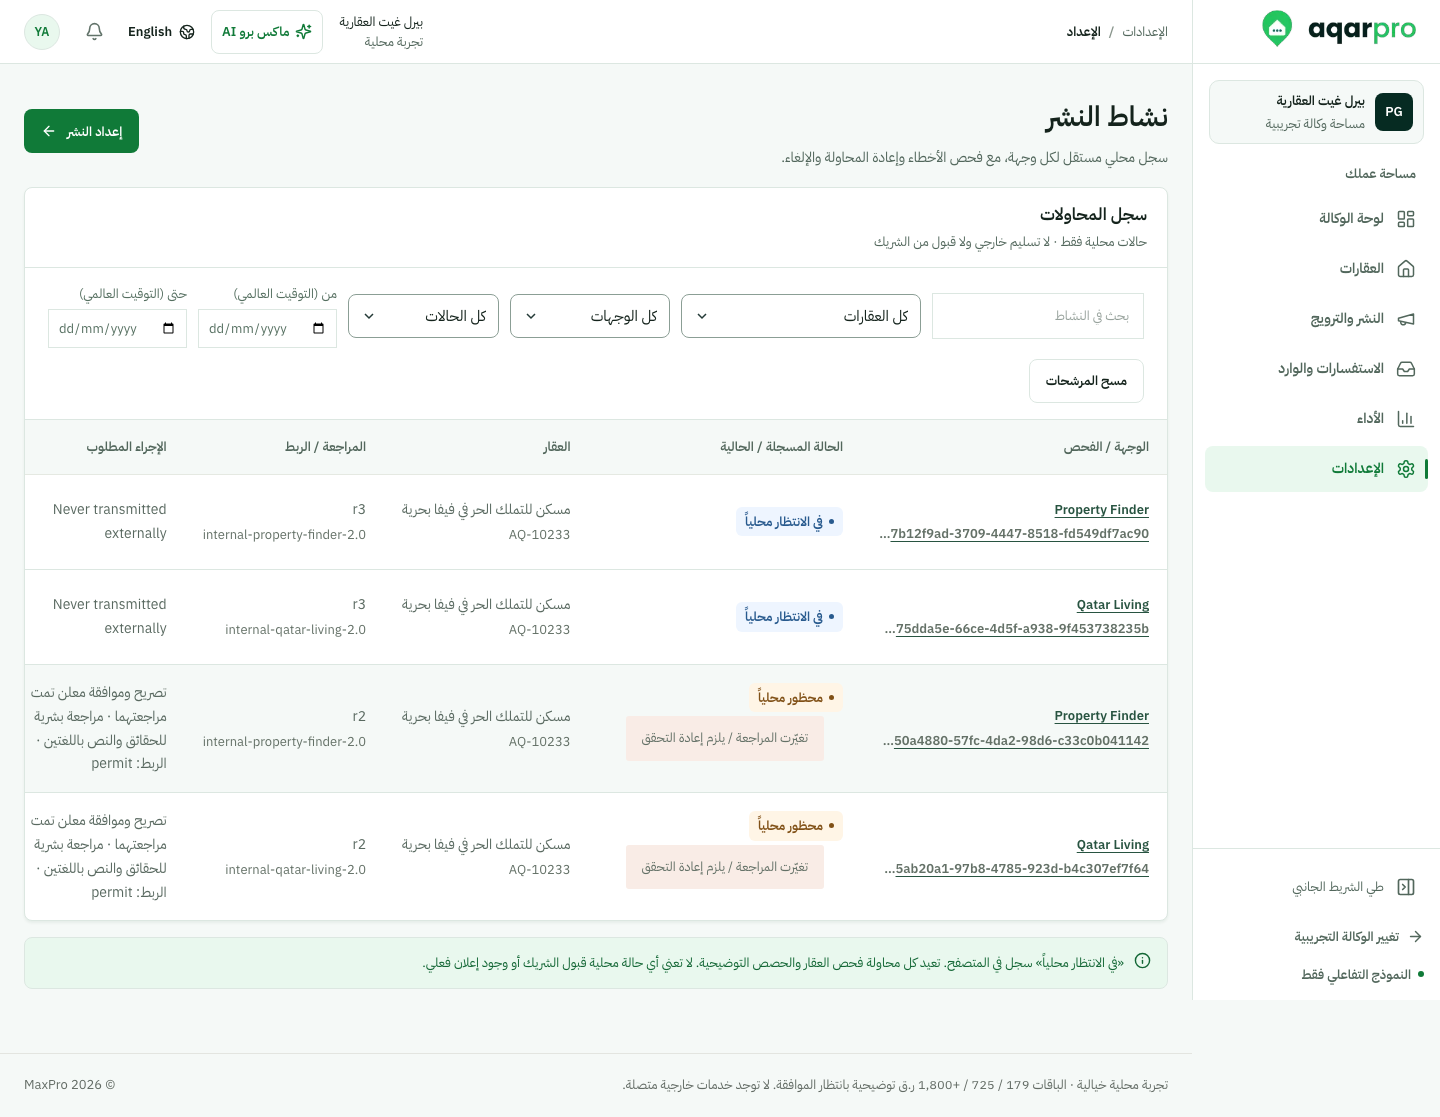 aqarpro
PG
بيرل غيت العقارية
مساحة وكالة تجريبية
مساحة عملك
لوحة الوكالة
العقارات
النشر والترويج
الاستفسارات والوارد
الأداء
الإعدادات
طي الشريط الجانبي
تغيير الوكالة التجريبية
النموذج التفاعلي فقط
الإعدادات / الإعداد
بيرل غيت العقارية
تجربة محلية
ماكس برو AI
English
YA
نشاط النشر
سجل محلي مستقل لكل وجهة، مع فحص الأخطاء وإعادة المحاولة والإلغاء.
إعداد النشر
سجل المحاولات
حالات محلية فقط · لا تسليم خارجي ولا قبول من الشريك
بحث في النشاط
كل العقارات
كل الوجهات
كل الحالات
من (التوقيت العالمي)
dd/mm/yyyy
حتى (التوقيت العالمي)
dd/mm/yyyy
مسح المرشحات
الوجهة / الفحص
الحالة المسجلة / الحالية
العقار
المراجعة / الربط
الإجراء المطلوب
Property Finder
7b12f9ad-3709-4447-8518-fd549df7ac90…
في الانتظار محلياً
مسكن للتملك الحر في فيفا بحرية
AQ-10233
r3
internal-property-finder-2.0
Never transmitted
externally
Qatar Living
75dda5e-66ce-4d5f-a938-9f453738235b…
في الانتظار محلياً
مسكن للتملك الحر في فيفا بحرية
AQ-10233
r3
internal-qatar-living-2.0
Never transmitted
externally
Property Finder
50a4880-57fc-4da2-98d6-c33c0b041142…
محظور محلياً
تغيّرت المراجعة / يلزم إعادة التحقق
مسكن للتملك الحر في فيفا بحرية
AQ-10233
r2
internal-property-finder-2.0
تصريح وموافقة معلن تمت
مراجعتهما · مراجعة بشرية
للحقائق والنص باللغتين ·
الربط: permit
Qatar Living
5ab20a1-97b8-4785-923d-b4c307ef7f64…
محظور محلياً
تغيّرت المراجعة / يلزم إعادة التحقق
مسكن للتملك الحر في فيفا بحرية
AQ-10233
r2
internal-qatar-living-2.0
تصريح وموافقة معلن تمت
مراجعتهما · مراجعة بشرية
للحقائق والنص باللغتين ·
الربط: permit
«في الانتظار محلياً» سجل في المتصفح. تعيد كل محاولة فحص العقار والحصص التوضيحية. لا تعني أي حالة محلية قبول الشريك أو وجود إعلان فعلي.
تجربة محلية خيالية · الباقات 179 / 725 / +1,800 ر.ق توضيحية بانتظار الموافقة. لا توجد خدمات خارجية متصلة.
© MaxPro 2026